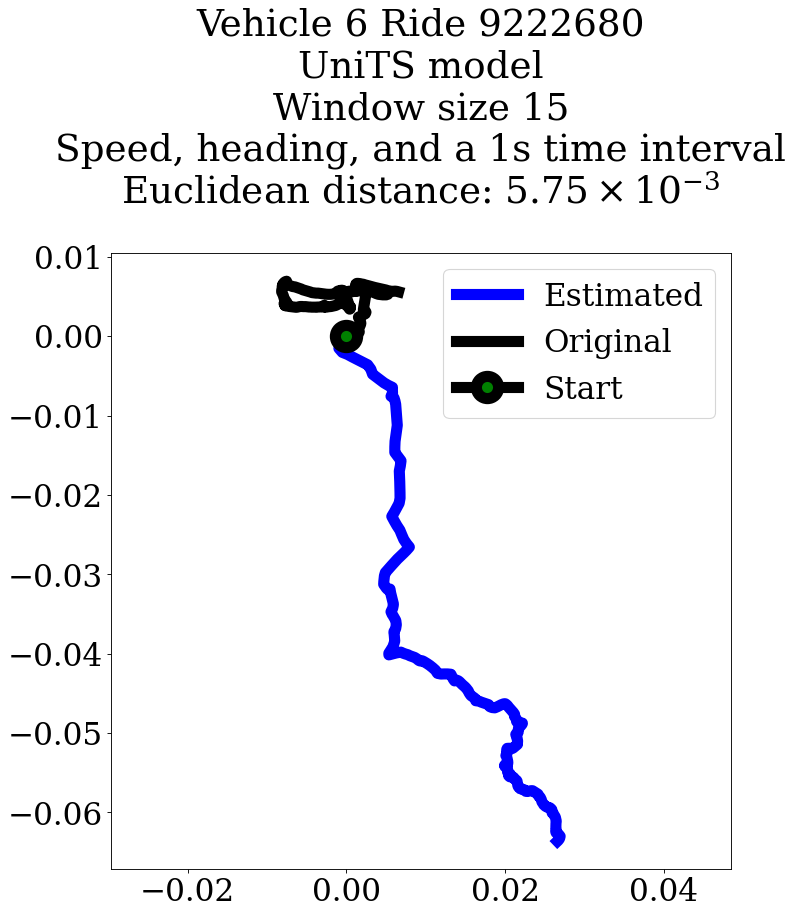 Vehicle 6 Ride 9222680
UniTS model
Window size 15
Speed, heading, and a 1s time interval
Euclidean distance: 5.75 × 10⁻³
0.01
0.00
−0.01
−0.02
−0.03
−0.04
−0.05
−0.06
Estimated
Original
Start
−0.02
0.00
0.02
0.04